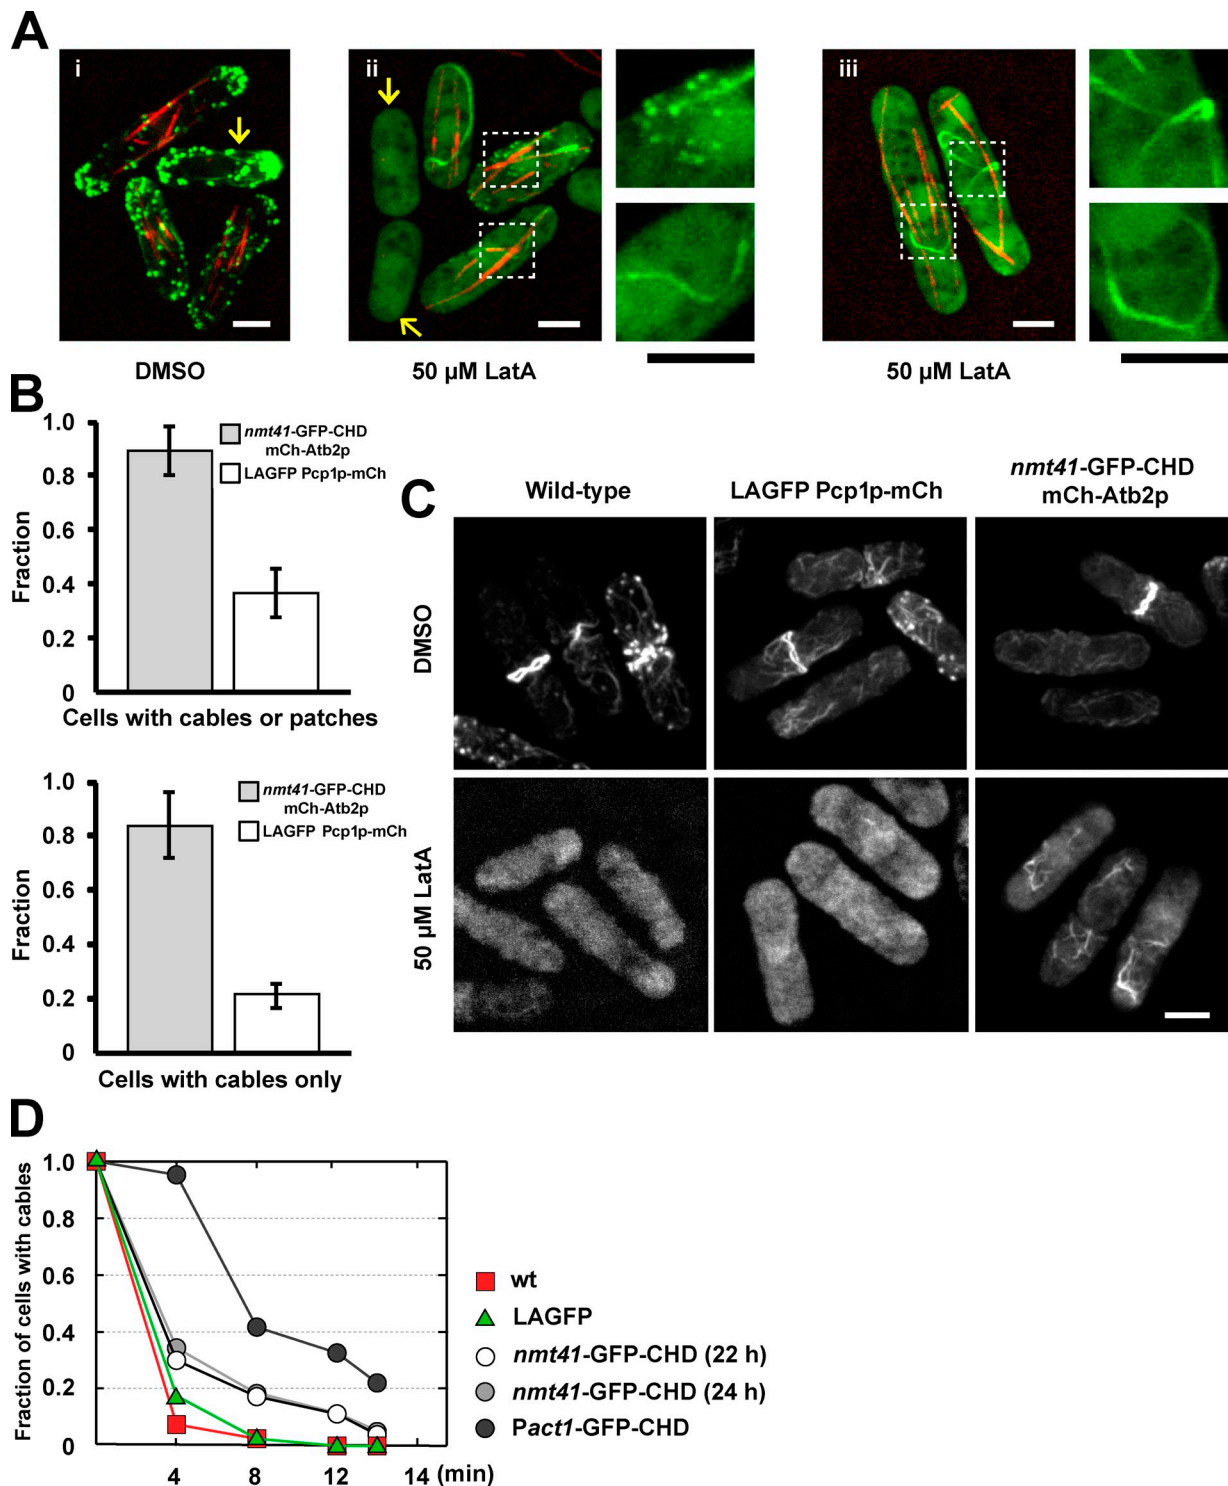 A
i
ii
iii
DMSO
50 µM LatA
50 µM LatA
B
1.0
0.8
0.6
0.4
0.2
0
Fraction
nmt41-GFP-CHD
mCh-Atb2p
LAGFP Pcp1p-mCh
Cells with cables or patches
1.0
0.8
0.6
0.4
0.2
0
Fraction
nmt41-GFP-CHD
mCh-Atb2p
LAGFP Pcp1p-mCh
Cells with cables only
C
Wild-type
LAGFP Pcp1p-mCh
nmt41-GFP-CHD
mCh-Atb2p
DMSO
50 µM LatA
D
1.0
0.8
0.6
0.4
0.2
0
Fraction of cells with cables
4 8 12 14 (min)
wt
LAGFP
nmt41-GFP-CHD (22 h)
nmt41-GFP-CHD (24 h)
Pact1-GFP-CHD